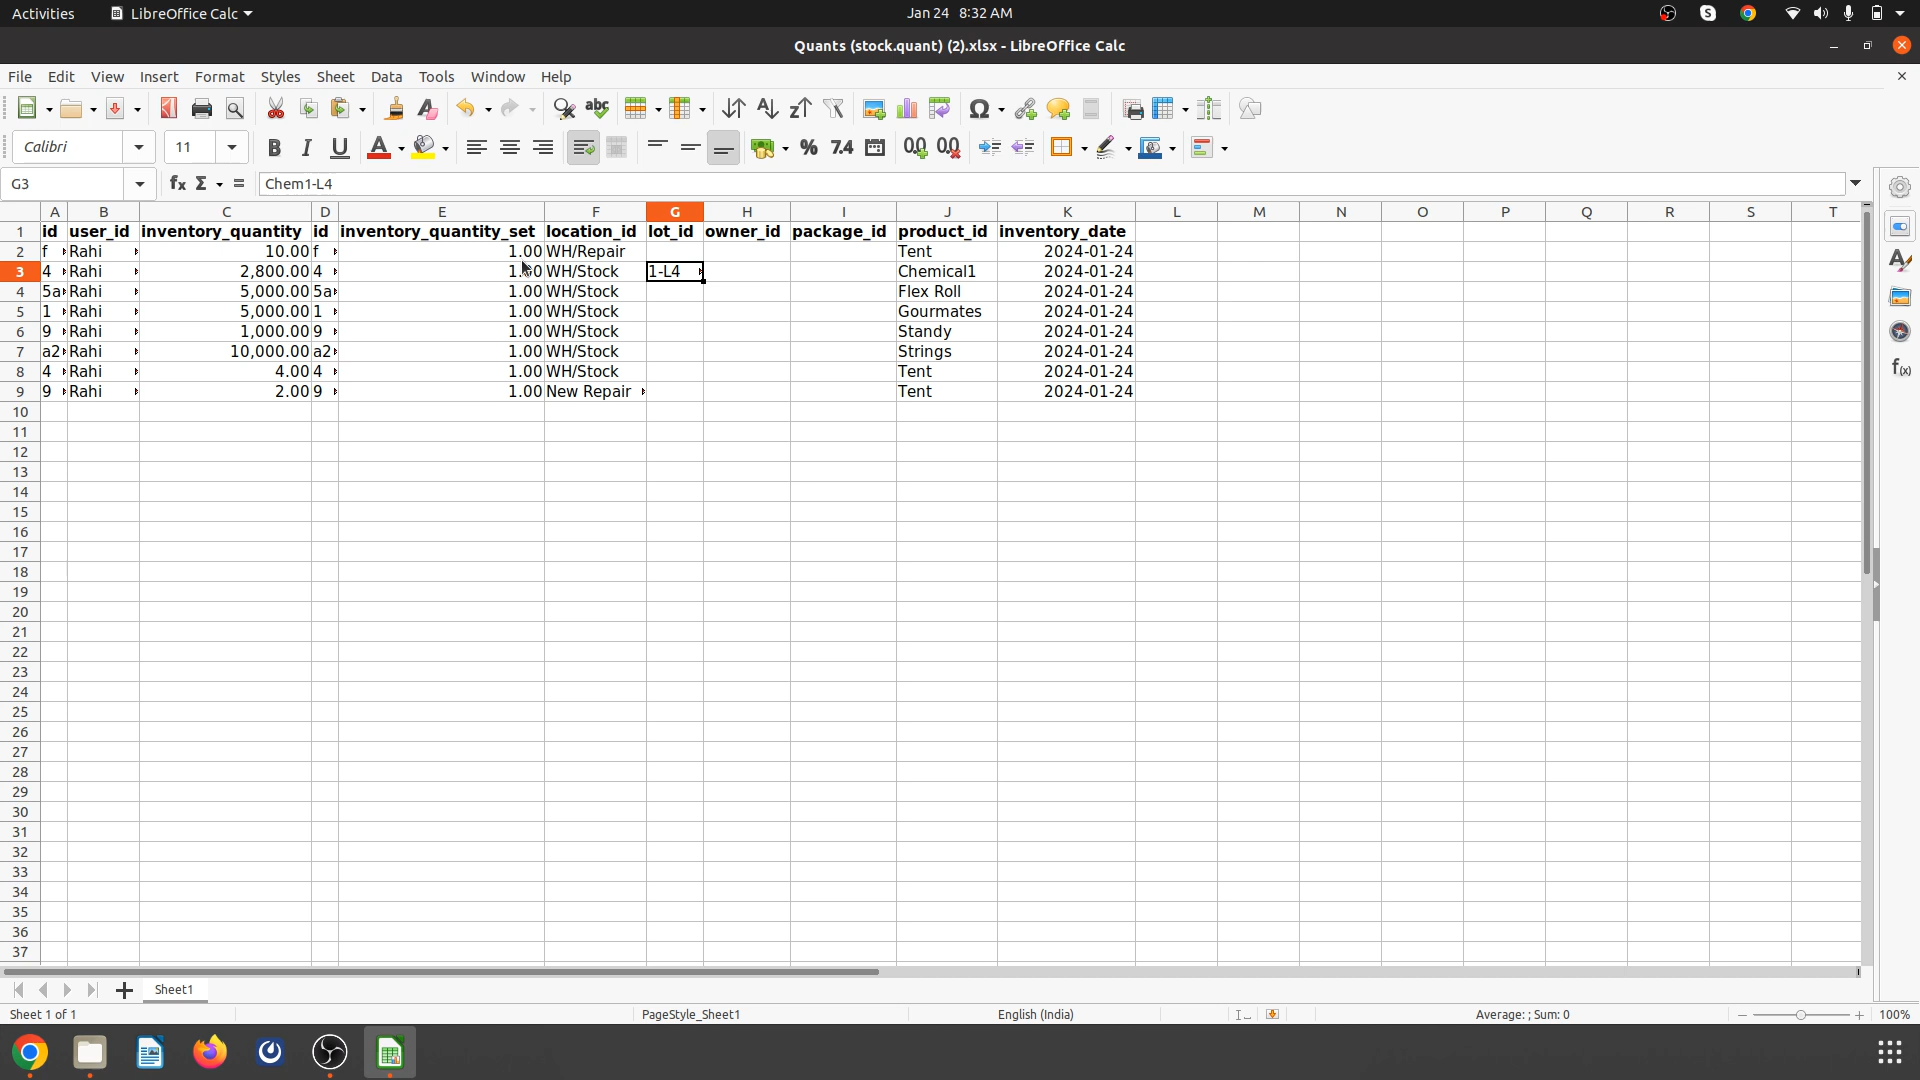 Activities LibreOffice Calc Jan 24 8:32 AM
Quants (stock.quant) (2).xlsx - LibreOffice Calc
File Edit View Insert Format Styles Sheet Data Tools Window Help
Calibri 11
G3 Chem1-L4
A B C D E F G H I J K L M N O P Q R S T
1 id user_id inventory_quantity id inventory_quantity_set location_id lot_id owner_id package_id product_id inventory_date
2 f Rahi 10.00 f 1.00 WH/Repair Tent 2024-01-24
3 4 Rahi 2,800.00 4 1.00 WH/Stock 1-L4 Chemical1 2024-01-24
4 5a Rahi 5,000.00 5a 1.00 WH/Stock Flex Roll 2024-01-24
5 1 Rahi 5,000.00 1 1.00 WH/Stock Gourmates 2024-01-24
6 9 Rahi 1,000.00 9 1.00 WH/Stock Standy 2024-01-24
7 a2 Rahi 10,000.00 a2 1.00 WH/Stock Strings 2024-01-24
8 4 Rahi 4.00 4 1.00 WH/Stock Tent 2024-01-24
9 9 Rahi 2.00 9 1.00 New Repair Tent 2024-01-24
10
11
12
13
14
15
16
17
18
19
20
21
22
23
24
25
26
27
28
29
30
31
32
33
34
35
36
37
Sheet1
Sheet 1 of 1 PageStyle_Sheet1 English (India) Average: ; Sum: 0 100%